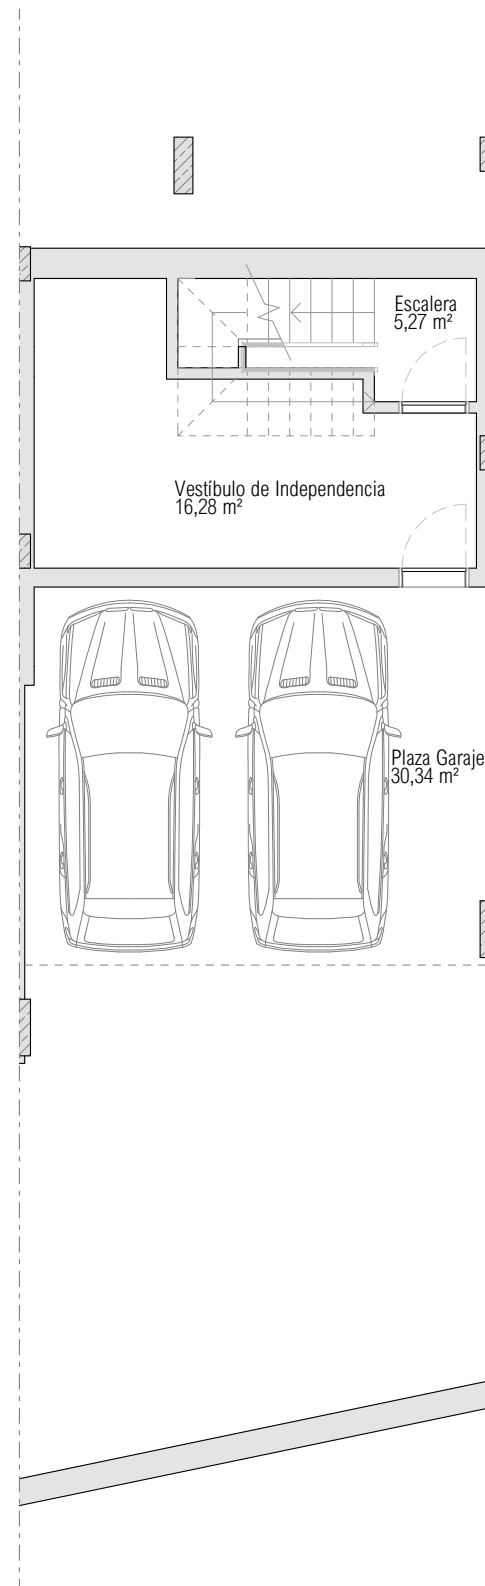 Escalera
5,27 m²
Vestíbulo de Independencia
16,28 m²
Plaza Garaje
30,34 m²